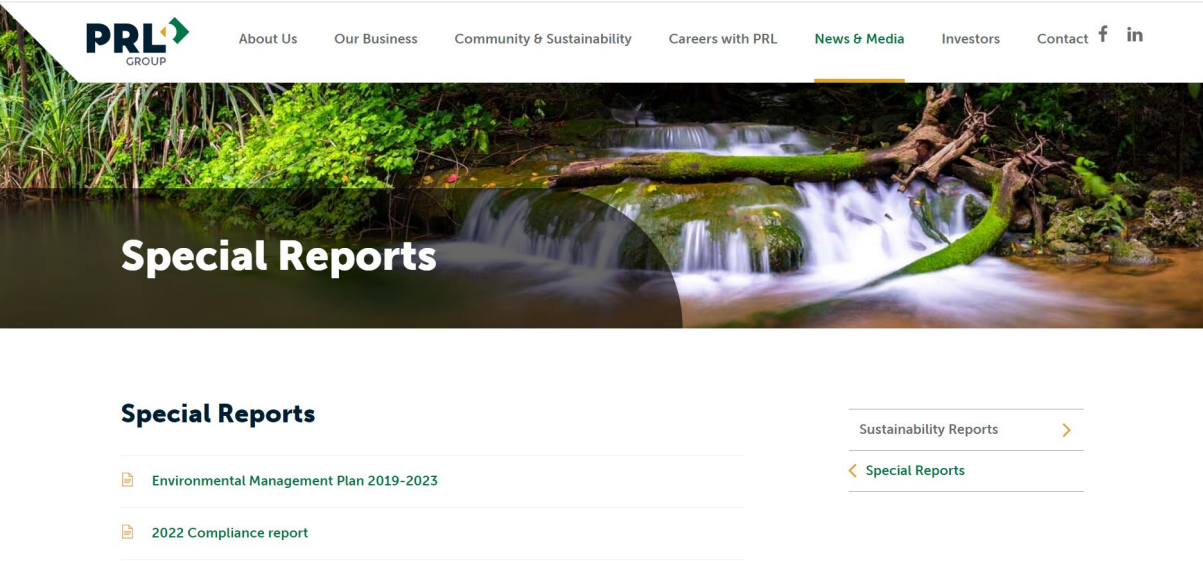 PRL
GROUP
About Us Our Business Community & Sustainability Careers with PRL News & Media Investors Contact f in
Special Reports
Special Reports
Environmental Management Plan 2019-2023
2022 Compliance report
Sustainability Reports
Special Reports